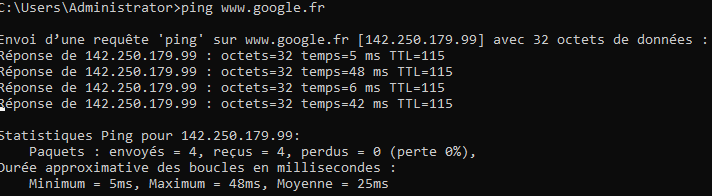 C:\Users\Administrator>ping www.google.fr
Envoi d’une requête 'ping' sur www.google.fr [142.250.179.99] avec 32 octets de données :
Réponse de 142.250.179.99 : octets=32 temps=5 ms TTL=115
Réponse de 142.250.179.99 : octets=32 temps=48 ms TTL=115
Réponse de 142.250.179.99 : octets=32 temps=6 ms TTL=115
Réponse de 142.250.179.99 : octets=32 temps=42 ms TTL=115
Statistiques Ping pour 142.250.179.99:
Paquets : envoyés = 4, reçus = 4, perdus = 0 (perte 0%),
Durée approximative des boucles en millisecondes :
Minimum = 5ms, Maximum = 48ms, Moyenne = 25ms